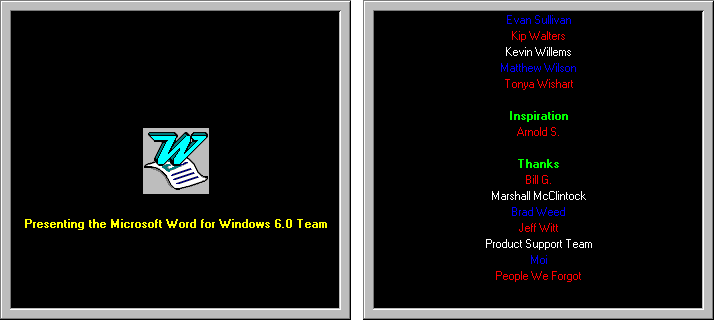 Presenting the Microsoft Word for Windows 6.0 Team
Evan Sullivan
Kip Walters
Kevin Willems
Matthew Wilson
Tonya Wishart
Inspiration
Arnold S.
Thanks
Bill G.
Marshall McClintock
Brad Weed
Jeff Witt
Product Support Team
Moi
People We Forgot